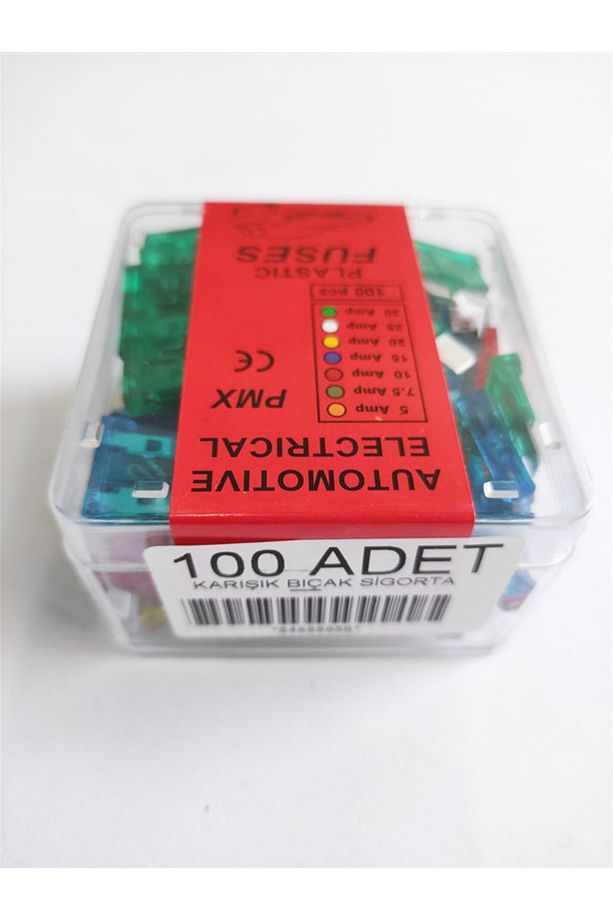 AUTOMOTIVE
ELECTRICAL
PMX
CE
5 Amp
7.5 Amp
10 Amp
15 Amp
20 Amp
25 Amp
30 Amp
100 pcs
PLASTIC
FUSES
100 ADET
KARIŞIK BIÇAK SİGORTA